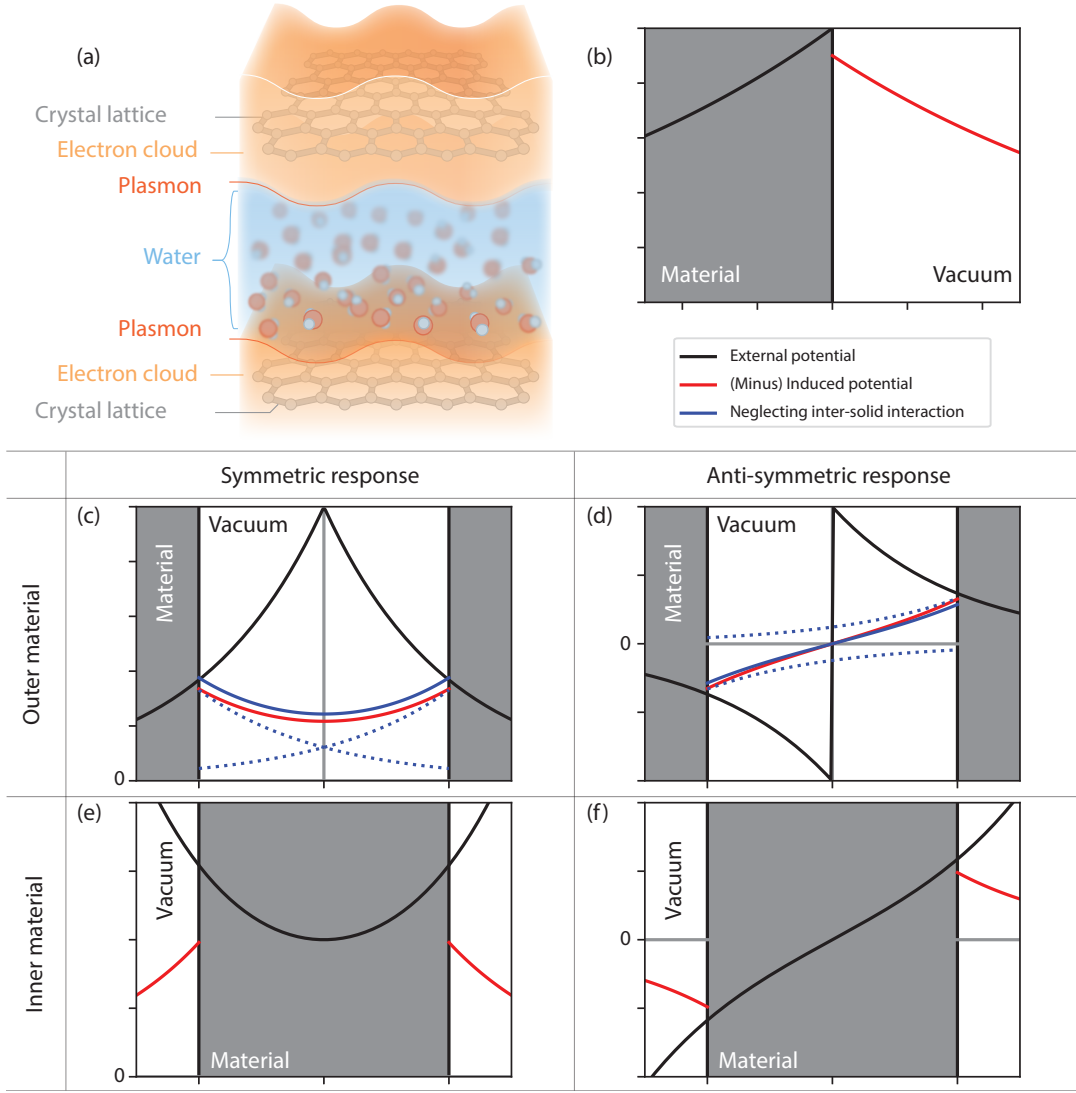 (a)
Crystal lattice
Electron cloud
Plasmon
Water
Plasmon
Electron cloud
Crystal lattice
(b)
Material
Vacuum
External potential
(Minus) Induced potential
Neglecting inter-solid interaction
Symmetric response
Anti-symmetric response
Outer material
(c)
Vacuum
Material
0
(d)
Vacuum
Material
0
Inner material
(e)
Vacuum
Material
0
(f)
Vacuum
Material
0